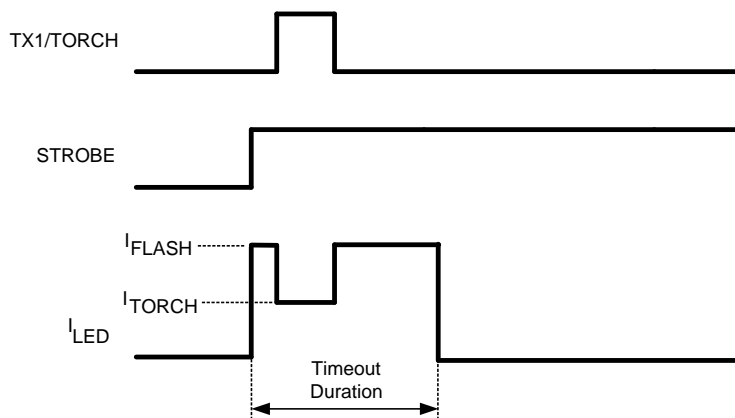 TX1/TORCH
STROBE
IFLASH
ITORCH
ILED
Timeout
Duration